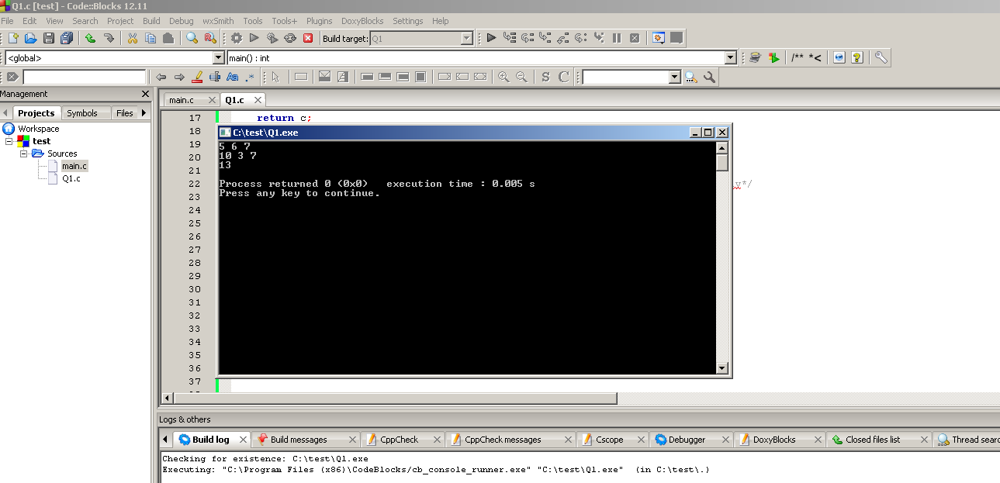 Q1.c [test] - Code::Blocks 12.11
File Edit View Search Project Build Debug wxSmith Tools Tools+ Plugins DoxyBlocks Settings Help
Build target: Q1
<global> main() : int /** *<
Aa .* S C
Management
Projects Symbols Files
Workspace
test
Sources
main.c
Q1.c
main.c Q1.c
17 return c;
18
19
20
21
22 y*/
23
24
25
26
27
28
29
30
31
32
33
34
35
36
37
C:\test\Q1.exe
5 6 7
10 3 7
13
Process returned 0 (0x0) execution time : 0.005 s
Press any key to continue.
Logs & others
Build log Build messages CppCheck CppCheck messages Cscope Debugger DoxyBlocks Closed files list Thread searc
Checking for existence: C:\test\Q1.exe
Executing: "C:\Program Files (x86)\CodeBlocks/cb_console_runner.exe" "C:\test\Q1.exe" (in C:\test\.)